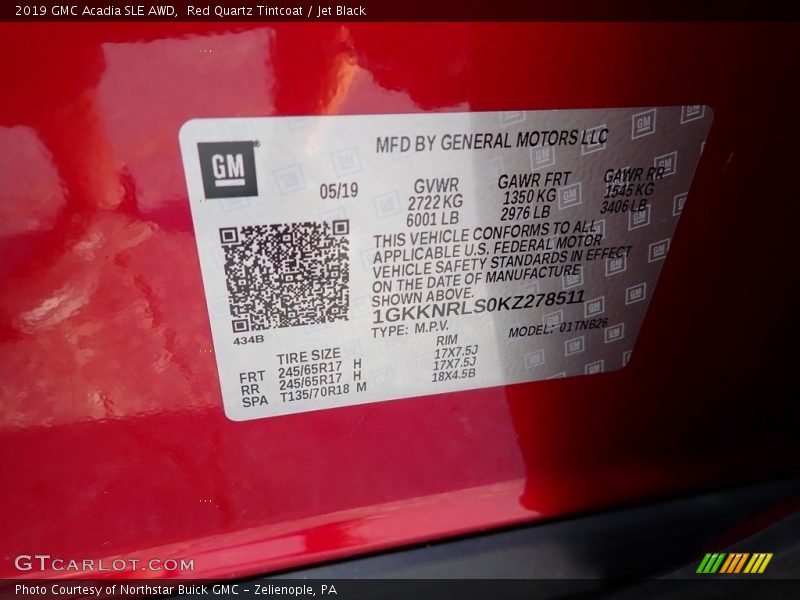 2019 GMC Acadia SLE AWD, Red Quartz Tintcoat / Jet Black
GM
MFD BY GENERAL MOTORS LLC
05/19
GVWR GAWR FRT GAWR RR
2722 KG 1350 KG 1545 KG
6001 LB 2976 LB 3406 LB
THIS VEHICLE CONFORMS TO ALL
APPLICABLE U.S. FEDERAL MOTOR
VEHICLE SAFETY STANDARDS IN EFFECT
ON THE DATE OF MANUFACTURE
SHOWN ABOVE.
1GKKNRLS0KZ278511
TYPE: M.P.V. MODEL: 01TNB26
434B
TIRE SIZE RIM
FRT 245/65R17 H 17X7.5J
RR 245/65R17 H 17X7.5J
SPA T135/70R18 M 18X4.5B
GTCARLOT.COM
Photo Courtesy of Northstar Buick GMC - Zelienople, PA